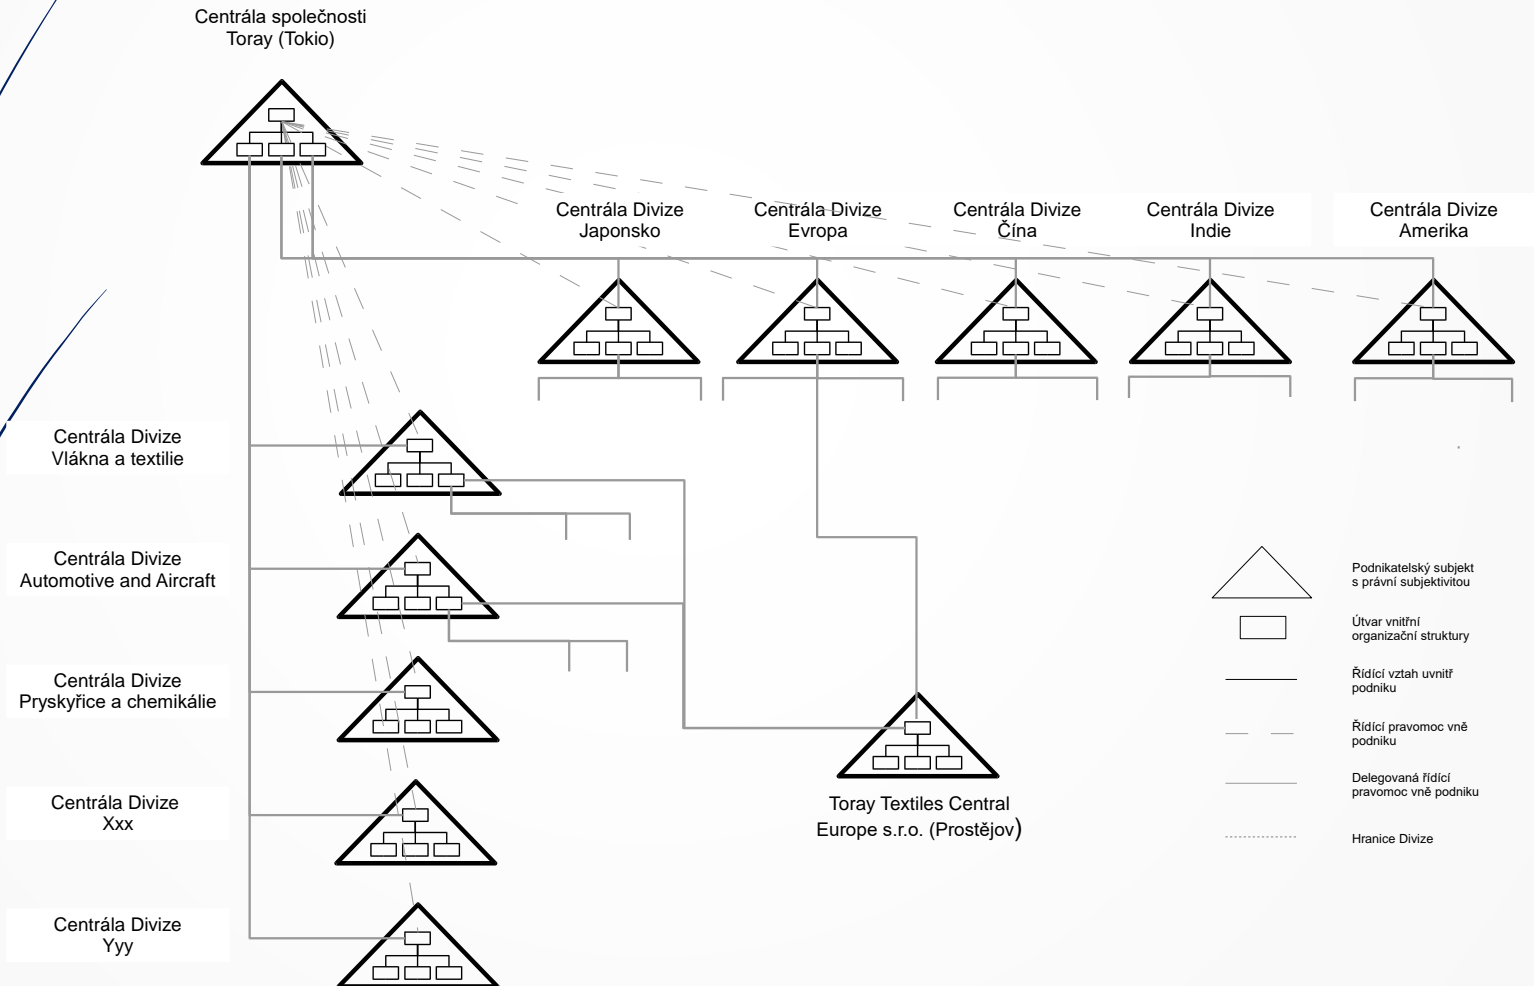 Centrála společnosti
Toray (Tokio)
Centrála Divize
Japonsko
Centrála Divize
Evropa
Centrála Divize
Čína
Centrála Divize
Indie
Centrála Divize
Amerika
Centrála Divize
Vlákna a textilie
Centrála Divize
Automotive and Aircraft
Centrála Divize
Pryskyřice a chemikálie
Centrála Divize
Xxx
Centrála Divize
Yyy
Toray Textiles Central
Europe s.r.o. (Prostějov)
Podnikatelský subjekt
s právní subjektivitou
Útvar vnitřní
organizační struktury
Řídící vztah uvnitř
podniku
Řídící pravomoc vně
podniku
Delegovaná řídící
pravomoc vně podniku
Hranice Divize